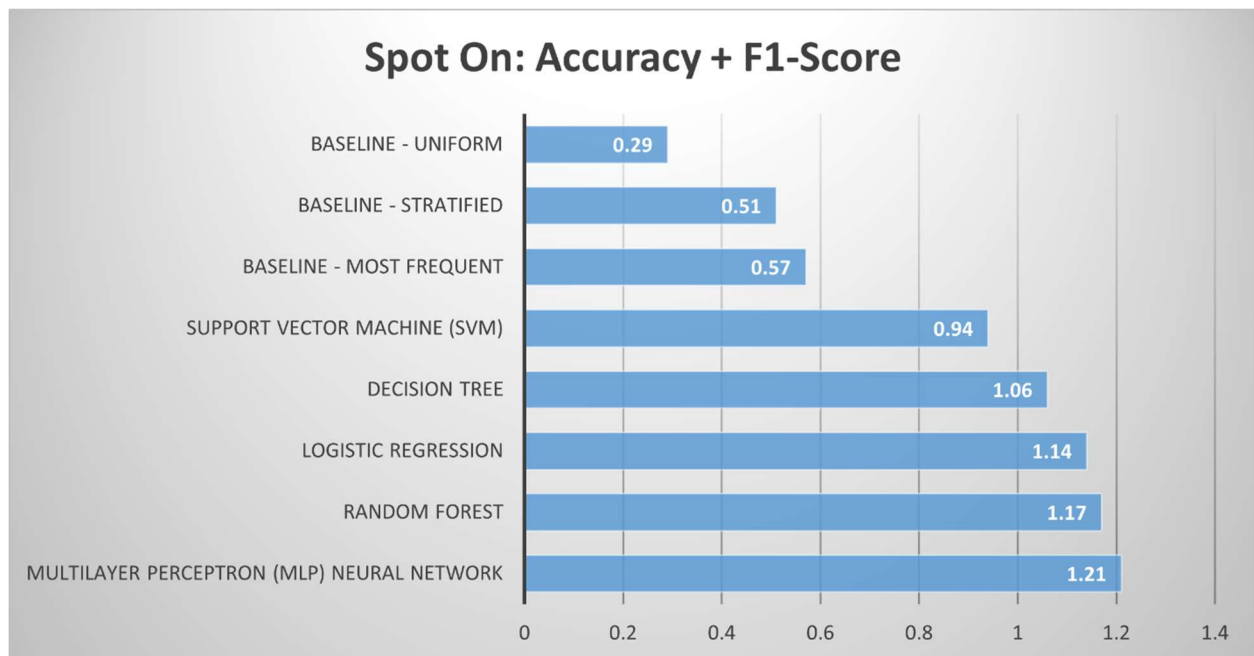 Spot On: Accuracy + F1-Score
BASELINE - UNIFORM 0.29
BASELINE - STRATIFIED 0.51
BASELINE - MOST FREQUENT 0.57
SUPPORT VECTOR MACHINE (SVM) 0.94
DECISION TREE 1.06
LOGISTIC REGRESSION 1.14
RANDOM FOREST 1.17
MULTILAYER PERCEPTRON (MLP) NEURAL NETWORK 1.21
0 0.2 0.4 0.6 0.8 1 1.2 1.4